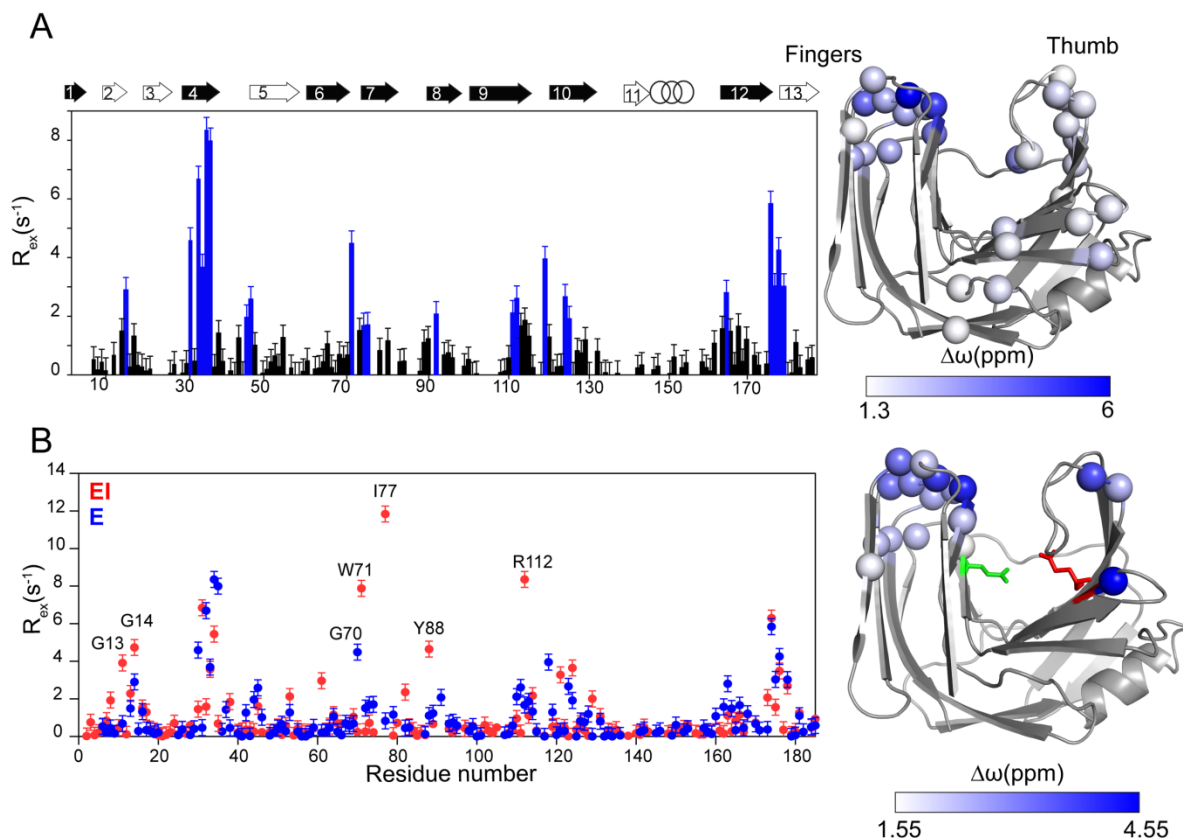 A
Fingers
Thumb
1 2 3 4 5 6 7 8 9 10 11 12 13
8
6
4
2
0
Rex(s-1)
10 30 50 70 90 110 130 150 170
Δω(ppm)
1.3 6
B
EI
E
14
12
10
8
6
4
2
0
Rex(s-1)
I77
W71
R112
G14
G13
G70
Y88
0 20 40 60 80 100 120 140 160 180
Residue number
Δω(ppm)
1.55 4.55